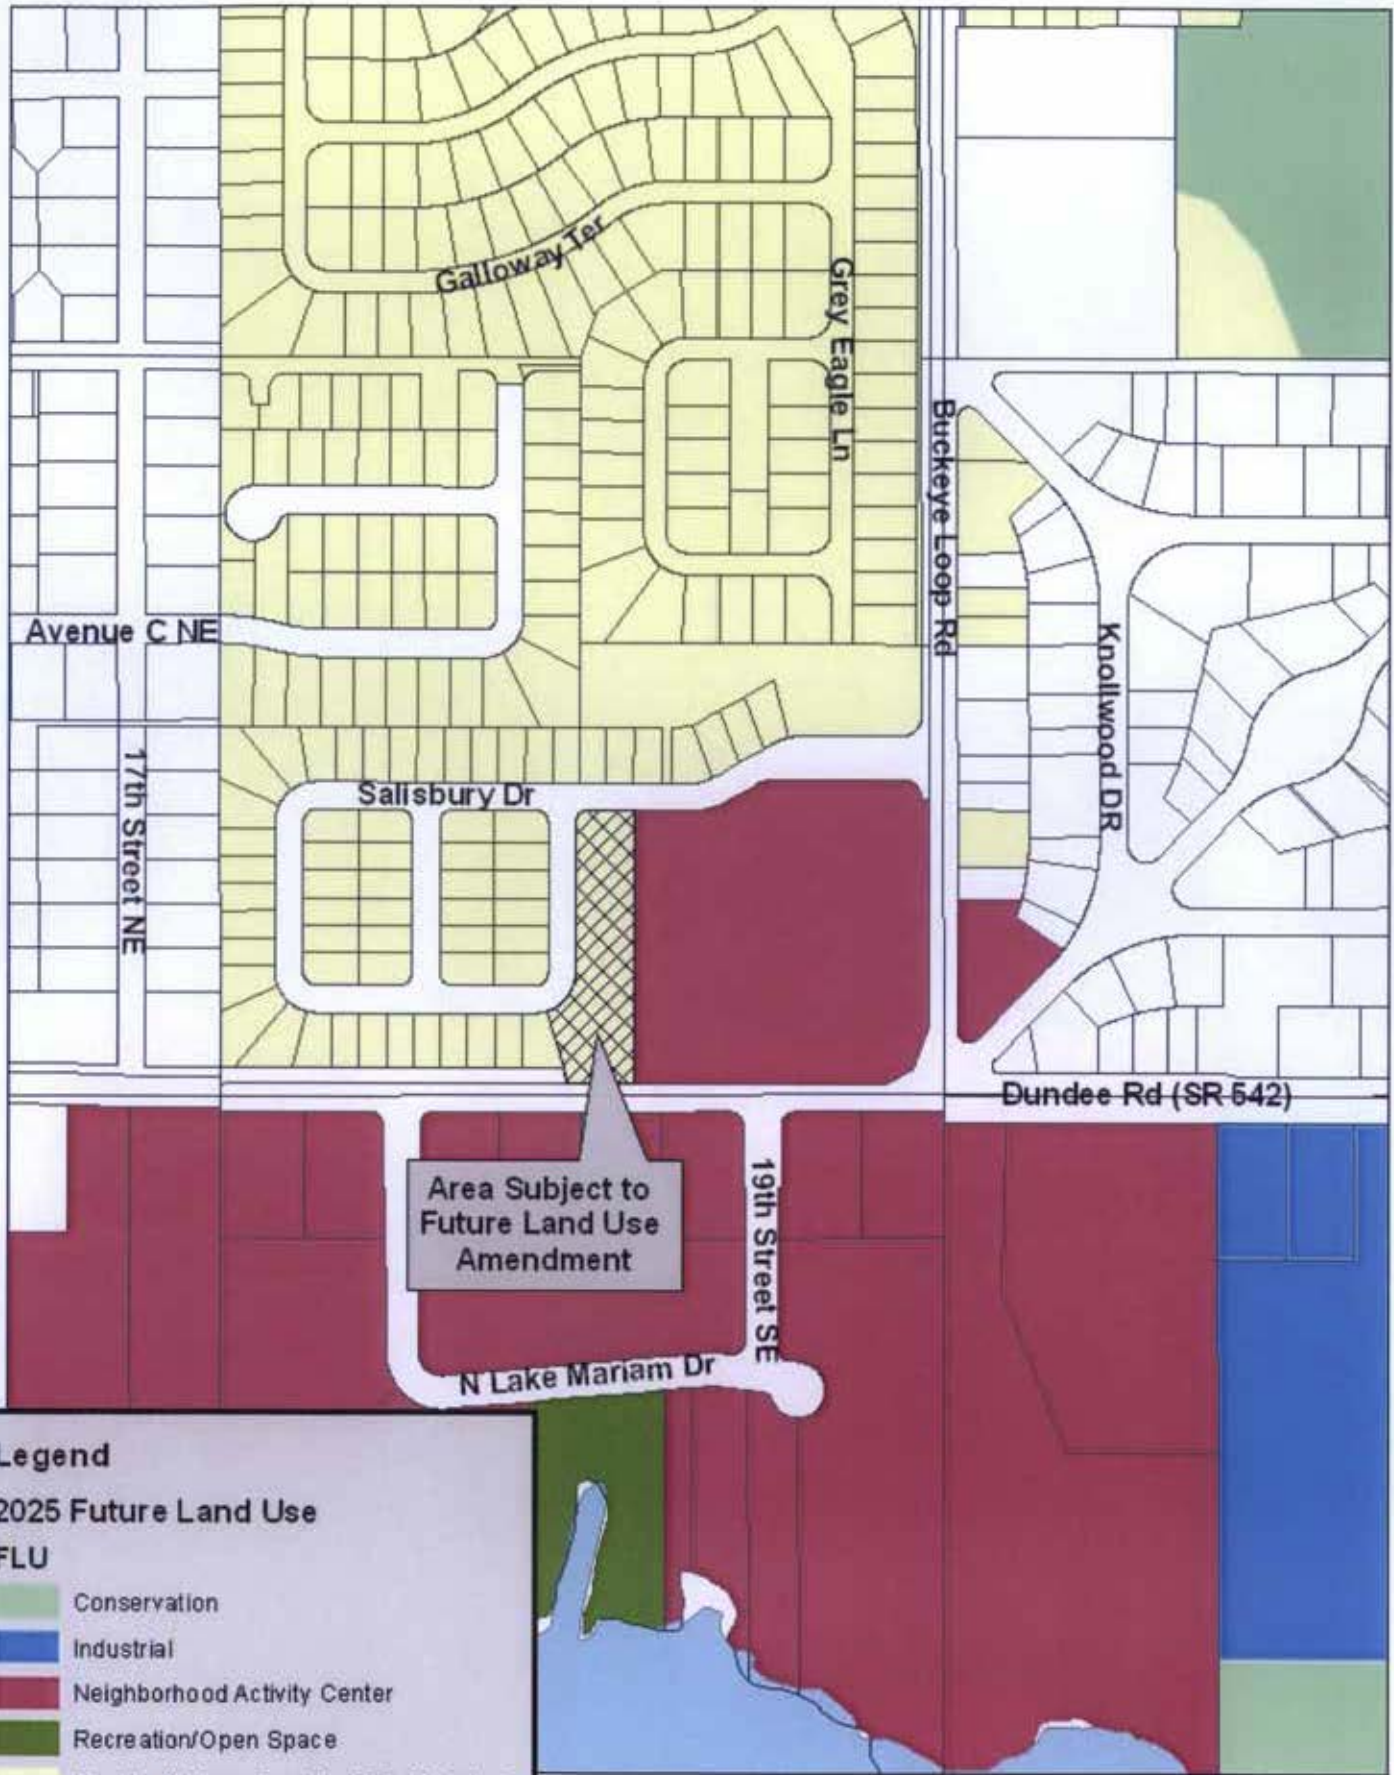 Galloway Ter
Grey Eagle Ln
Buckeye Loop Rd
Avenue C NE
Knollwood DR
17th Street NE
Salisbury Dr
Dundee Rd (SR 542)
Area Subject to
Future Land Use
Amendment
19th Street SE
N Lake Mariam Dr
Legend
2025 Future Land Use
FLU
Conservation
Industrial
Neighborhood Activity Center
Recreation/Open Space